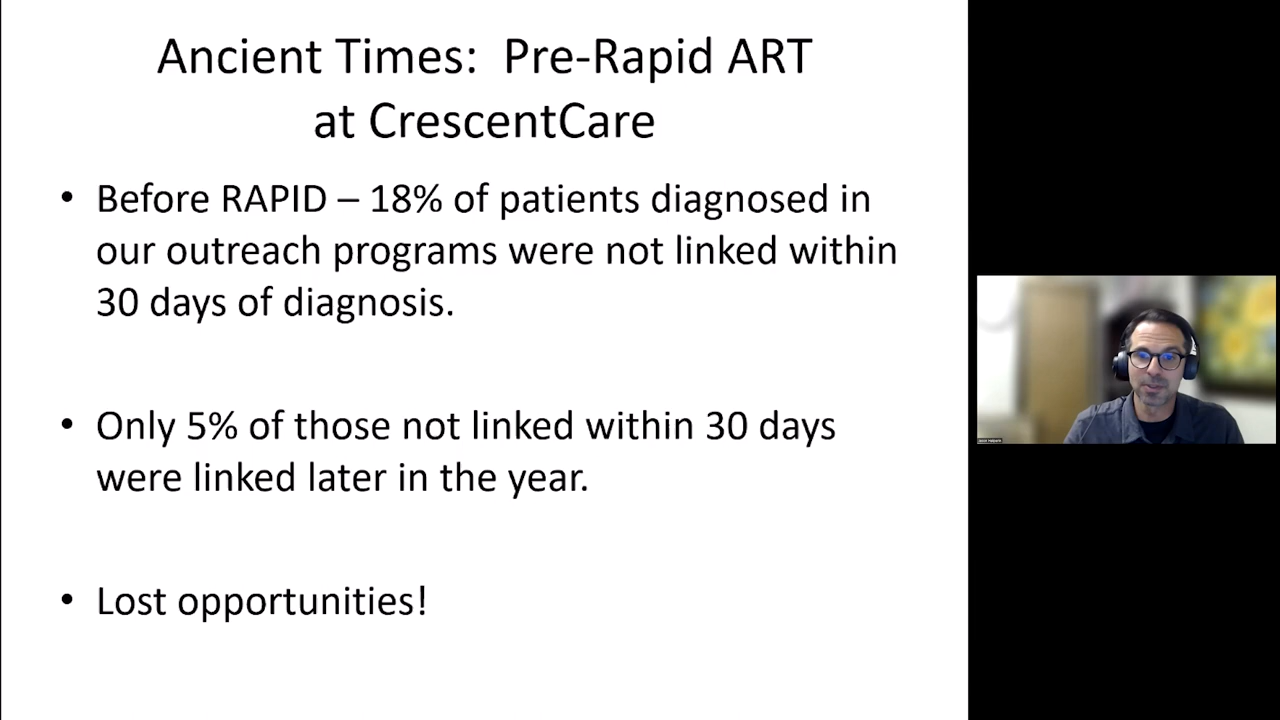 Ancient Times:  Pre-Rapid ART
at CrescentCare
• Before RAPID – 18% of patients diagnosed in
our outreach programs were not linked within
30 days of diagnosis.
• Only 5% of those not linked within 30 days
were linked later in the year.
• Lost opportunities!